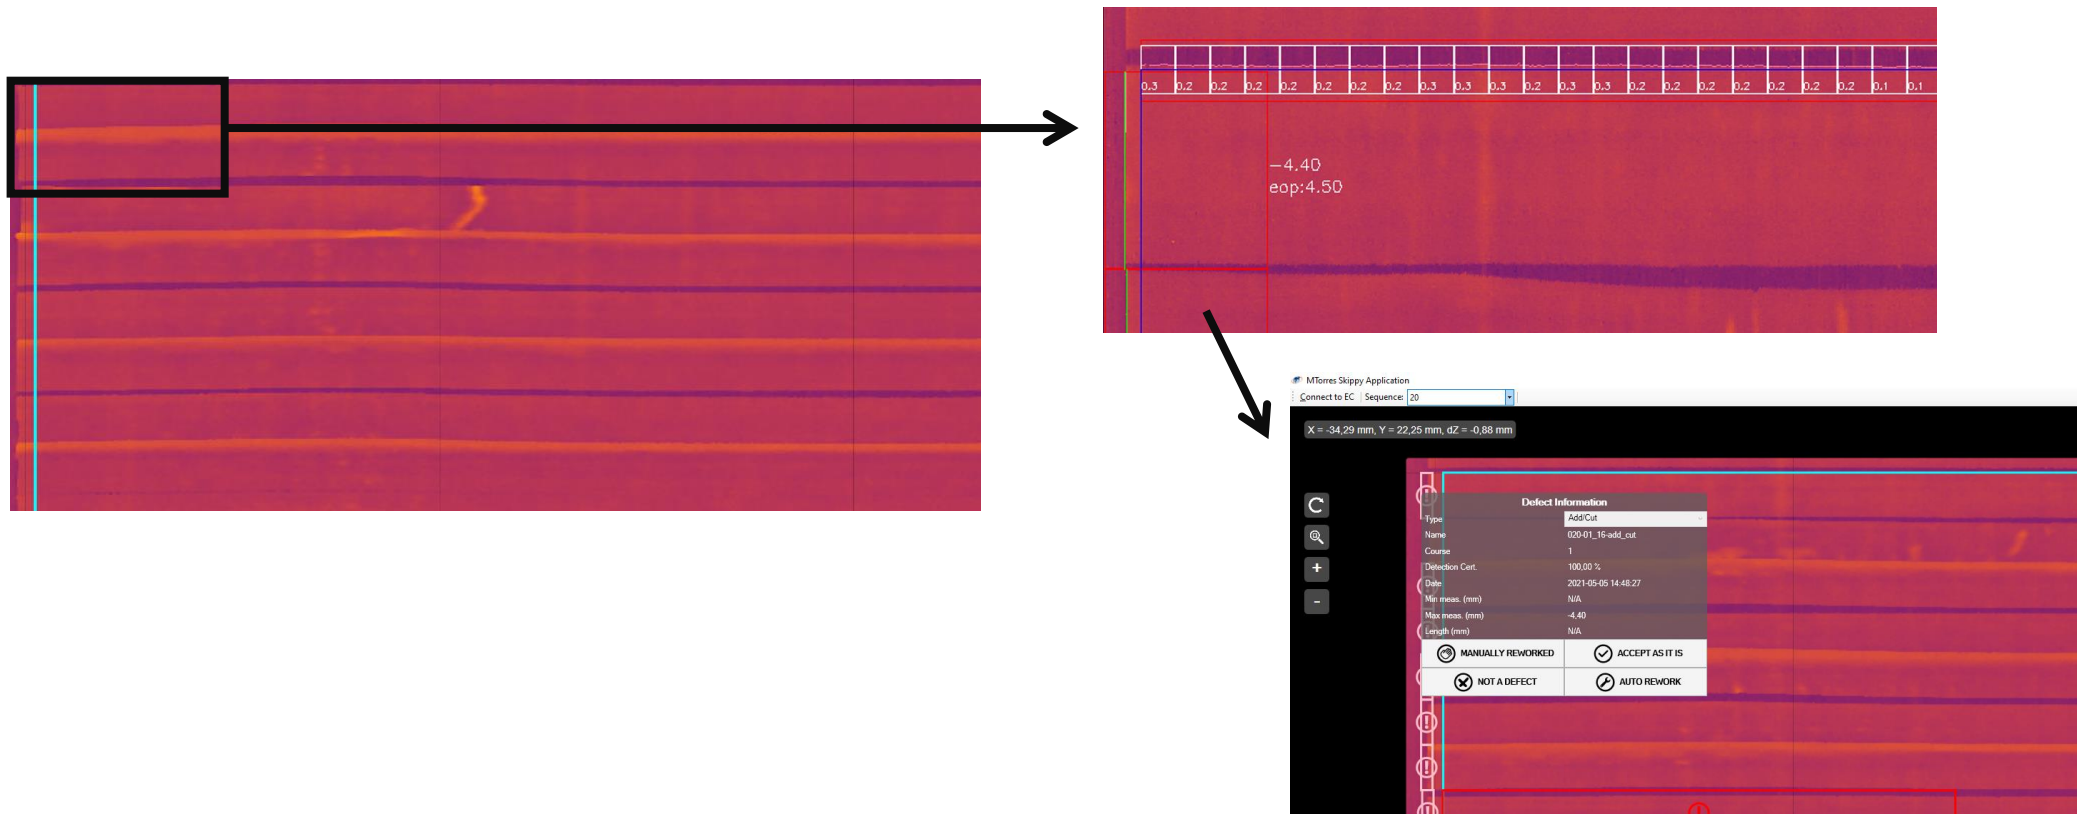 0.3 0.2 0.2 0.2 0.2 0.2 0.2 0.2 0.3 0.3 0.3 0.2 0.3 0.3 0.2 0.2 0.2 0.2 0.2 0.2 0.2 0.1 0.1
-4.40
eop:4.50
MTorres Skippy Application
Connect to EC Sequence: 20
X = -34,29 mm, Y = 22,25 mm, dZ = -0,88 mm
Defect Information
Type Add/Cut
Name 020-01_16-add_cut
Course 1
Detection Cert. 100,00 %
Date 2021-05-05 14:48:27
Min meas. (mm) N/A
Max meas. (mm) -4,40
Length (mm) N/A
MANUALLY REWORKED ACCEPT AS IT IS
NOT A DEFECT AUTO REWORK